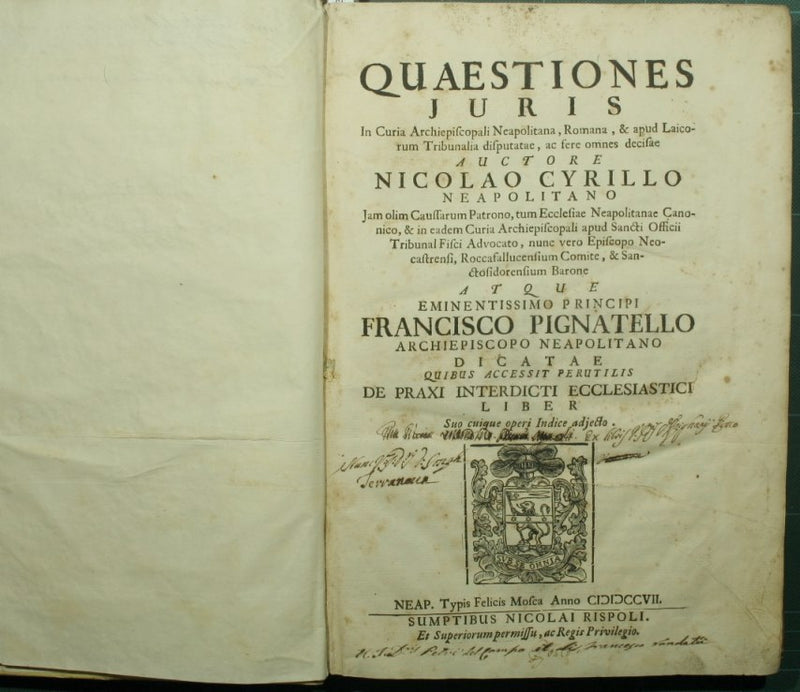 QUAESTIONES
JURIS
In Curia Archiepiſcopali Neapolitana, Romana, & apud Laico-
rum Tribunalia diſputatae, ac fere omnes deciſae
AUCTORE
NICOLAO CYRILLO
NEAPOLITANO
Jam olim Cauſſarum Patrono, tum Eccleſiae Neapolitanae Cano-
nico, & in eadem Curia Archiepiſcopali apud Sancti Officii
Tribunal Fiſci Advocato, nunc vero Epiſcopo Neo-
caſtrenſi, Roccafallucenſium Comite, & San-
ctoſidorenſium Barone
ATQUE
EMINENTISSIMO PRINCIPI
FRANCISCO PIGNATELLO
ARCHIEPISCOPO NEAPOLITANO
DICATAE
QUIBUS ACCESSIT PERUTILIS
DE PRAXI INTERDICTI ECCLESIASTICI
LIBER
Suo cuique operi Indice adjecto.
Terranova
SUPER OMNIA
NEAP. Typis Felicis Moſca Anno CIƆIƆCCVII.
SUMPTIBUS NICOLAI RISPOLI.
Et Superiorum permiſſu, ac Regis Privilegio.